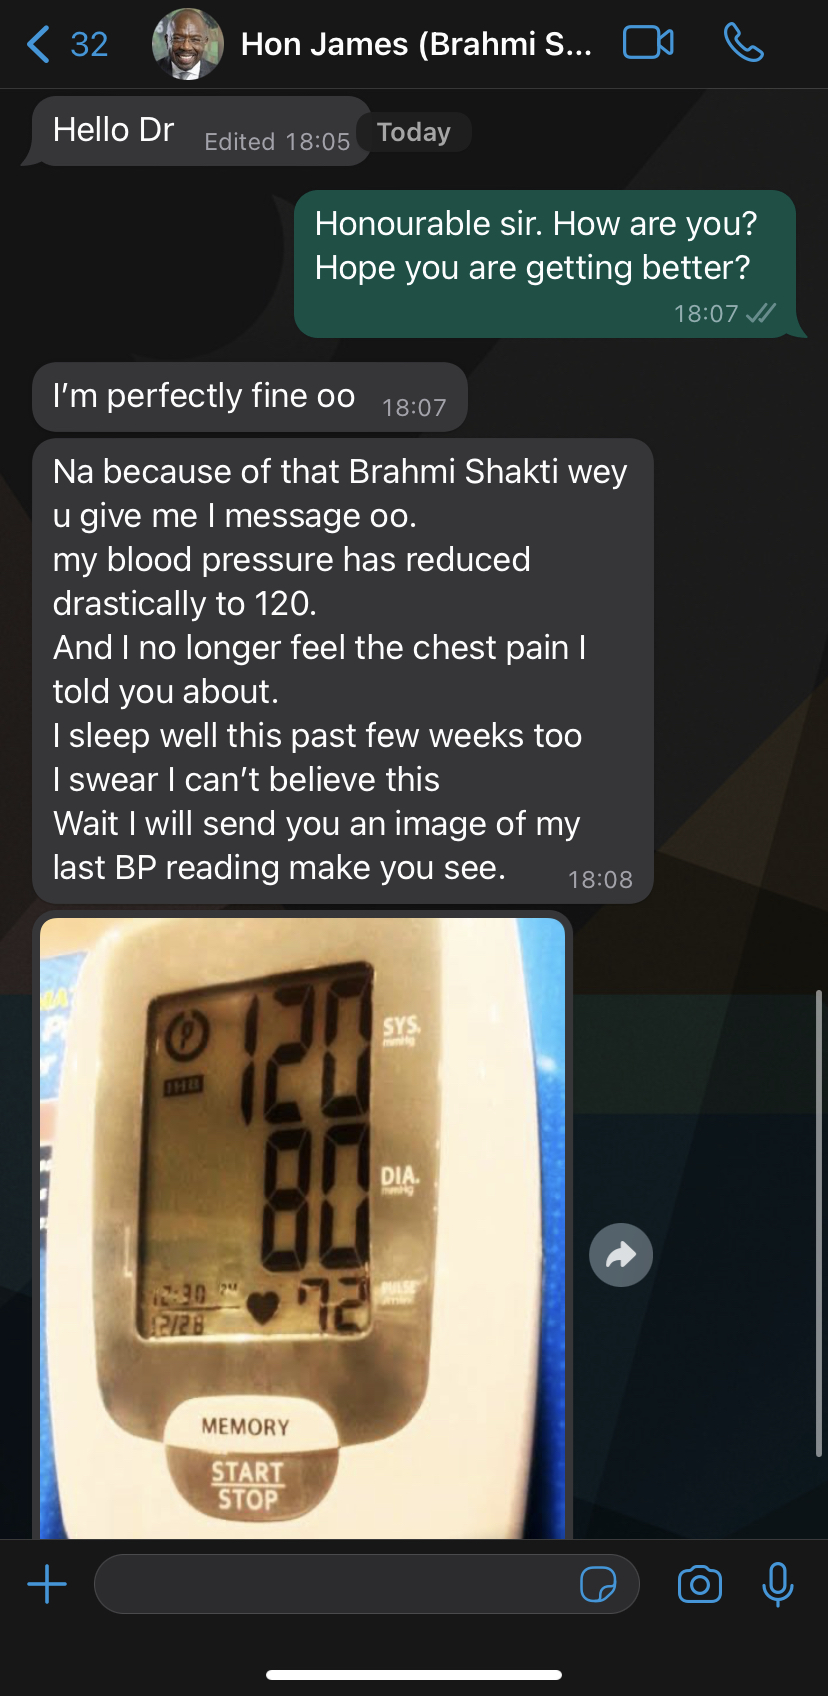 32
Hon James (Brahmi S...
Hello Dr
Edited 18:05
Today
Honourable sir. How are you?
Hope you are getting better?
18:07
I’m perfectly fine oo
18:07
Na because of that Brahmi Shakti wey
u give me I message oo.
my blood pressure has reduced
drastically to 120.
And I no longer feel the chest pain I
told you about.
I sleep well this past few weeks too
I swear I can’t believe this
Wait I will send you an image of my
last BP reading make you see.
18:08
120
SYS.
mmHg
IHB
80
DIA.
mmHg
12:30 PM
12/28
72
PULSE
MEMORY
START
STOP